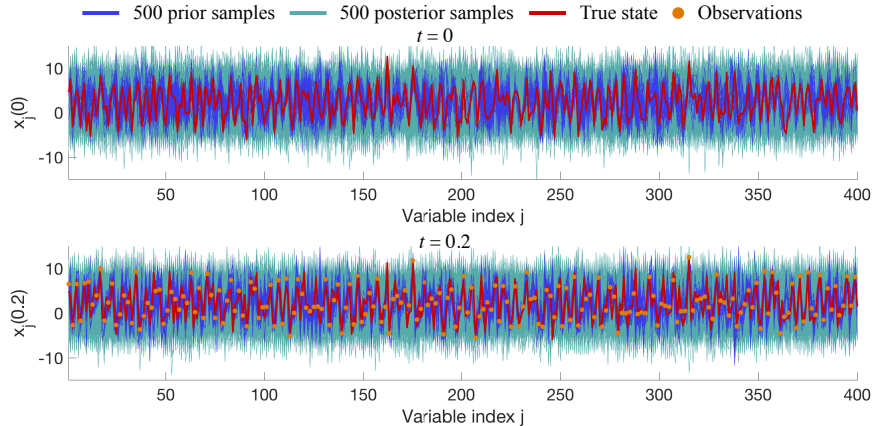 500 prior samples 500 posterior samples True state Observations
t = 0
x_j(0)
10
0
-10
50 100 150 200 250 300 350 400
Variable index j
t = 0.2
x_j(0.2)
10
0
-10
50 100 150 200 250 300 350 400
Variable index j